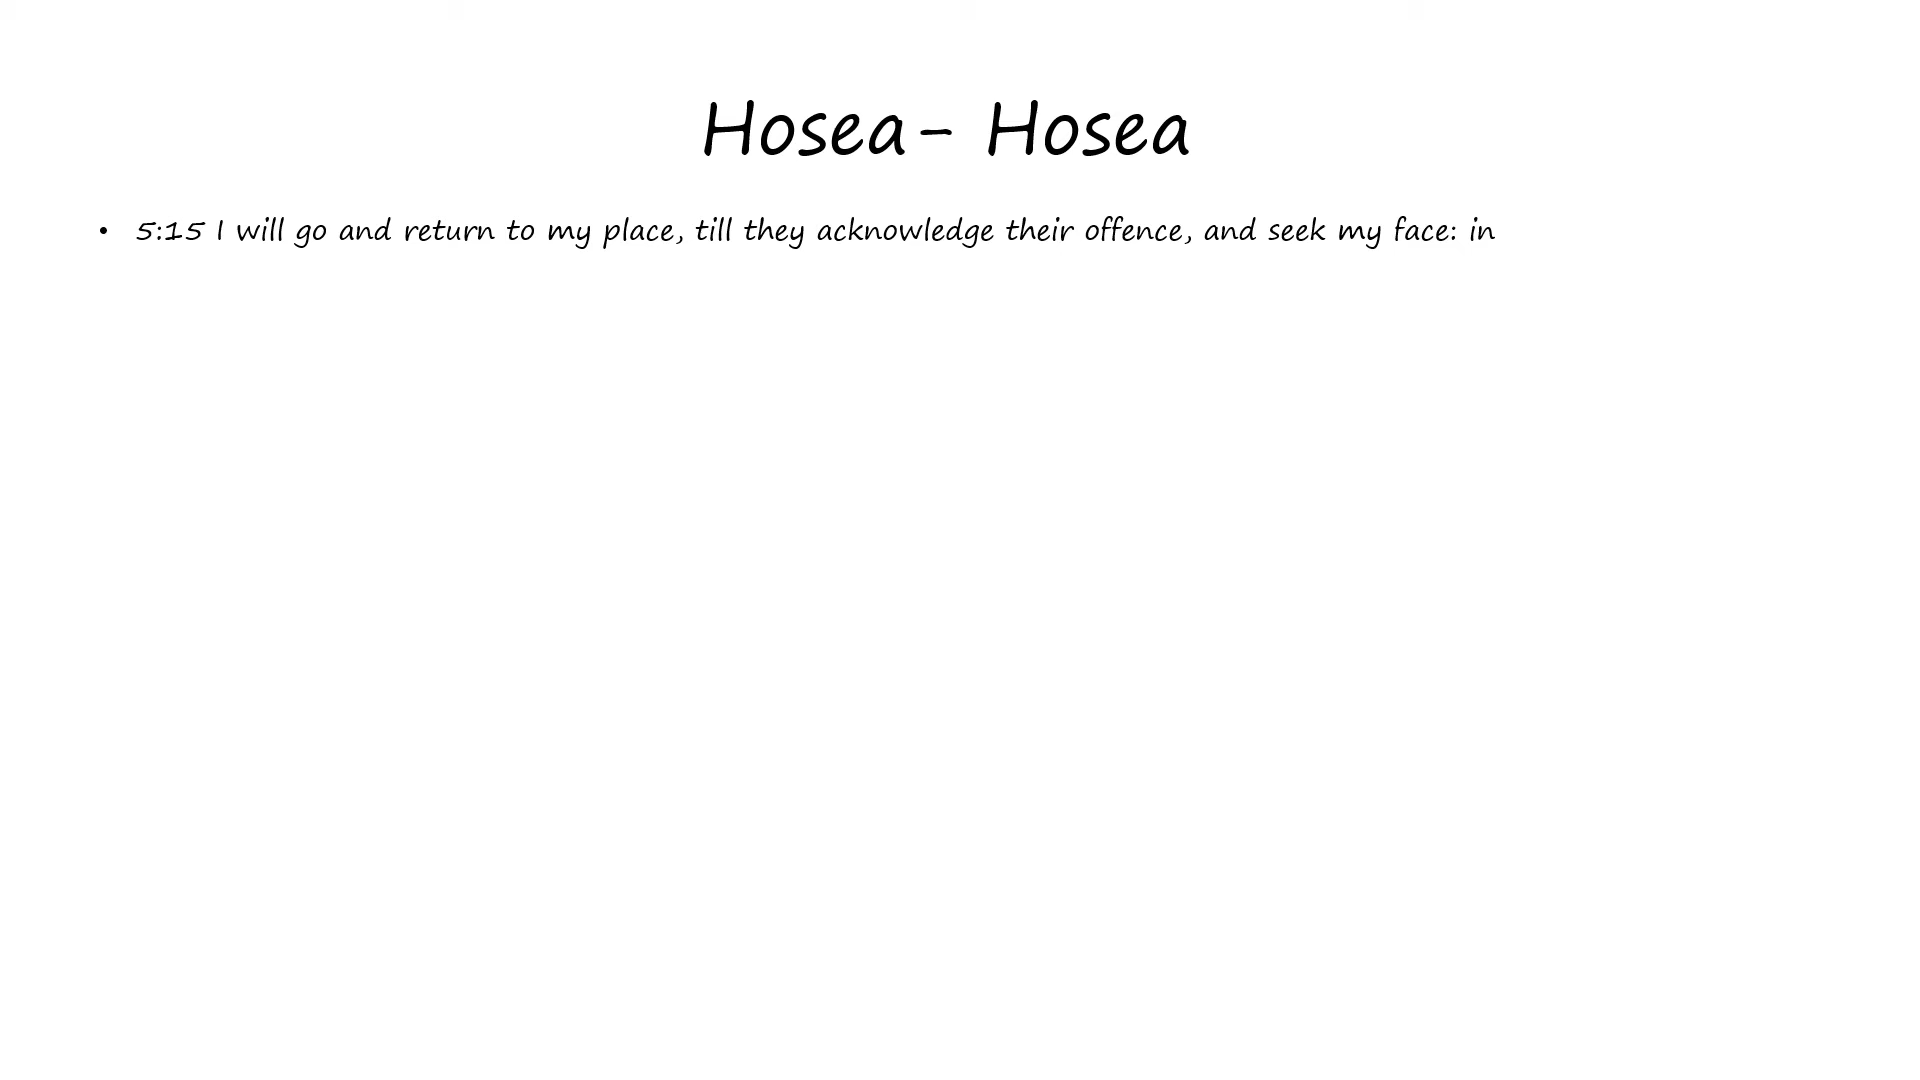 Hosea- Hosea
• 5:15 I will go and return to my place, till they acknowledge their offence, and seek my face: in